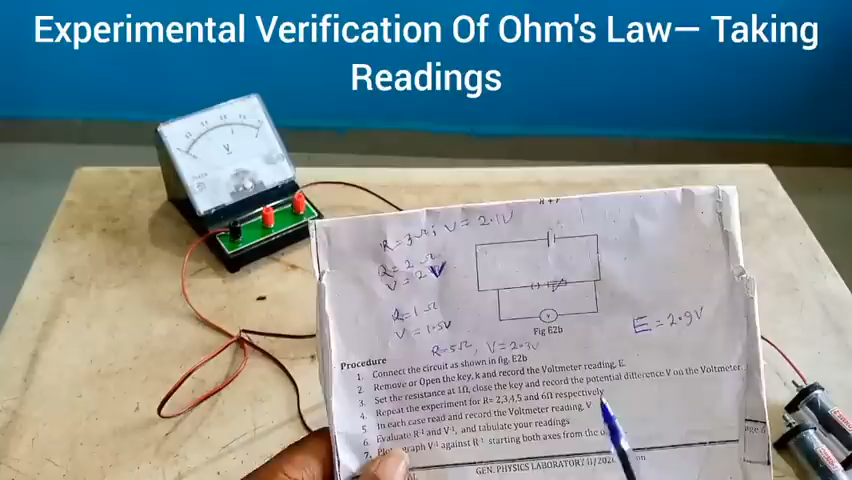 Experimental Verification Of Ohm's Law— Taking
Readings
V
R=3Ω; V=2.1V
R=2Ω
V=2V
R=1Ω
V=1.5V
R=5Ω, V=2.3V
E=2.9V
Fig E2b
Procedure
1. Connect the circuit as shown in fig. E2b
2. Remove or Open the key, k and record the Voltmeter reading, E.
3. Set the resistance at 1Ω, close the key and record the potential difference V on the Voltmeter.
4. Repeat the experiment for R= 2,3,4,5 and 6Ω respectively
5. In each case read and record the Voltmeter reading, V
6. Evaluate R⁻¹ and V⁻¹, and tabulate your readings
7. graph V⁻¹ against R⁻¹ starting both axes from the
GEN. PHYSICS LABORATORY II/